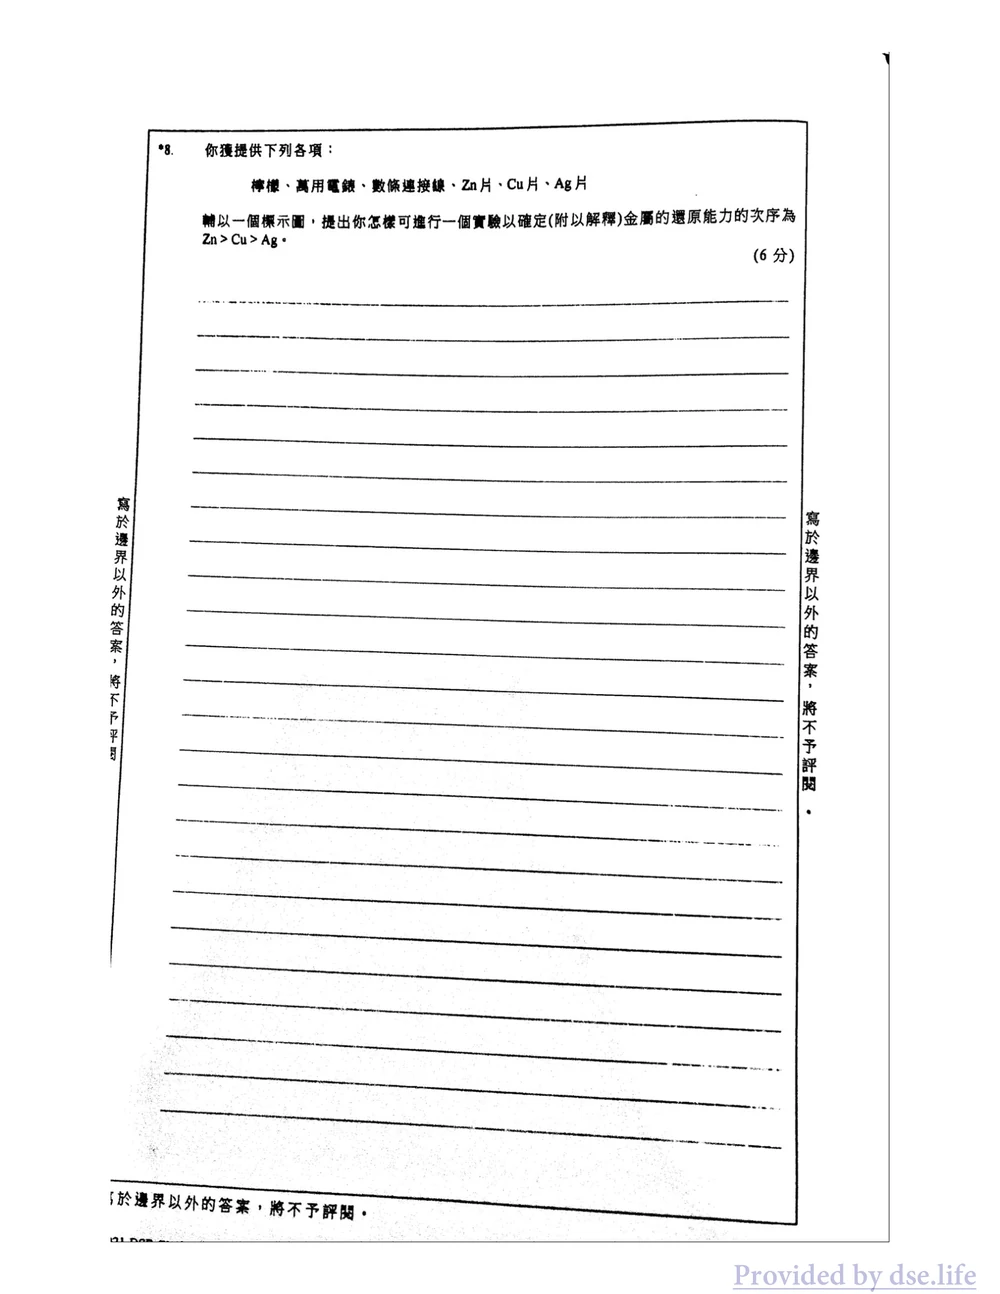 *8. 你獲提供下列各項：
檸檬、萬用電錶、數條連接線、Zn片、Cu片、Ag片
輔以一個標示圖，提出你怎樣可進行一個實驗以確定(附以解釋)金屬的還原能力的次序為
Zn > Cu > Ag。
(6 分)
寫於邊界以外的答案，將不予評閱
寫於邊界以外的答案，將不予評閱。
於邊界以外的答案，將不予評閱。
Provided by dse.life